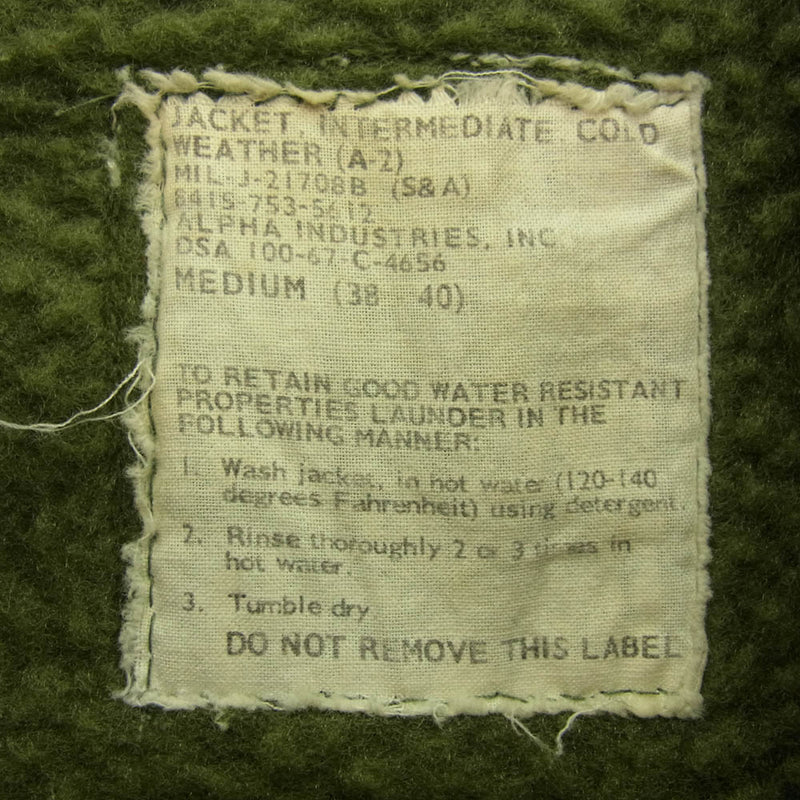 JACKET, INTERMEDIATE COLD
WEATHER (A-2)
MIL-J-21708B (S&A)
8415-753-5612
ALPHA INDUSTRIES, INC
DSA 100-67 C-4656
MEDIUM (38 40)
TO RETAIN GOOD WATER RESISTANT
PROPERTIES LAUNDER IN THE
FOLLOWING MANNER:
1. Wash jacket, in hot water (120-140
degrees Fahrenheit) using detergent.
2. Rinse thoroughly 2 or 3 times in
hot water.
3. Tumble dry
DO NOT REMOVE THIS LABEL